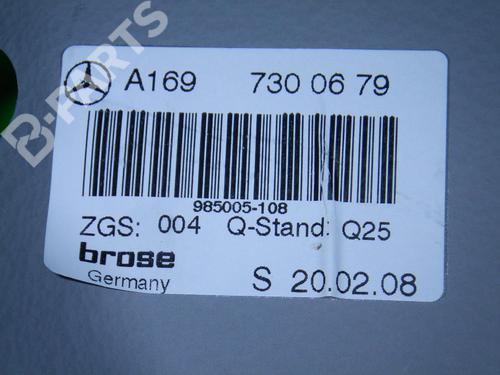 B-PARTS
A169 730 06 79
985005-108
ZGS: 004 Q-Stand: Q25
brose
Germany
S 20.02.08